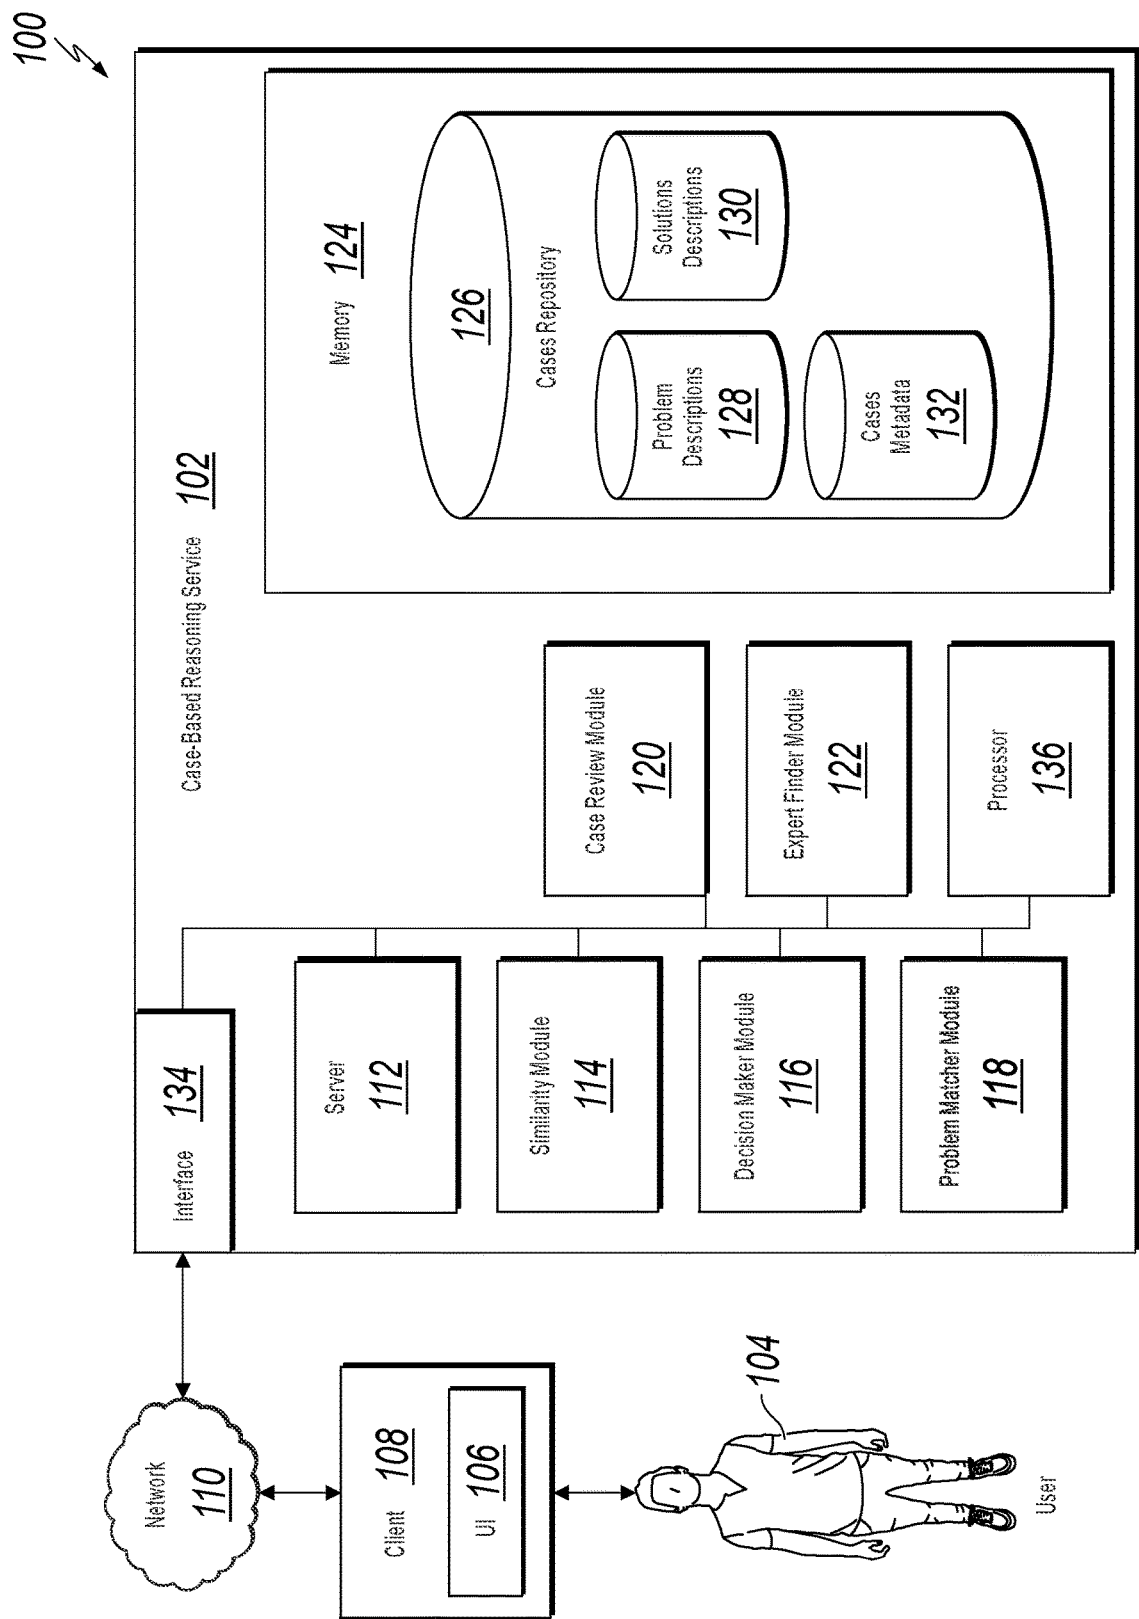 100
Case-Based Reasoning Service 102
Network
110
Interface 134
Memory 124
126
Cases Repository
Problem
Descriptions
128
Solutions
Descriptions
130
Cases
Metadata
132
Client 108
UI 106
Server
112
Similarity Module
114
Decision Maker Module
116
Problem Matcher Module
118
Case Review Module
120
Expert Finder Module
122
Processor
136
104
User